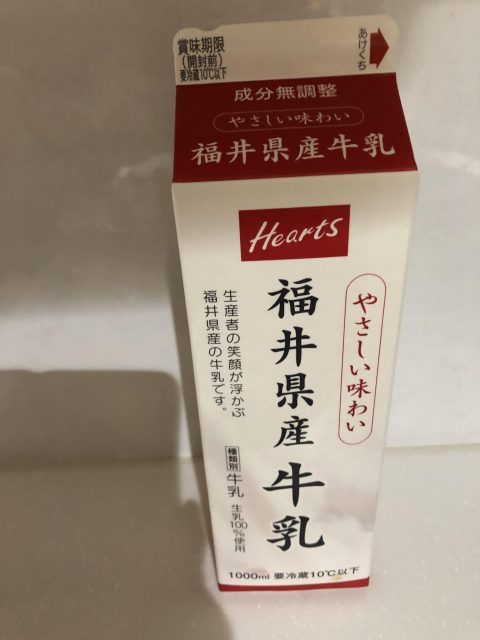 賞味期限
(開封前)
要冷蔵10℃以下
あけくち
成分無調整
やさしい味わい
福井県産牛乳
Hearts
やさしい味わい
福井県産牛乳
生産者の笑顔が浮かぶ
福井県産の牛乳です。
種類別 牛乳 生乳100%使用
1000ml 要冷蔵10℃以下